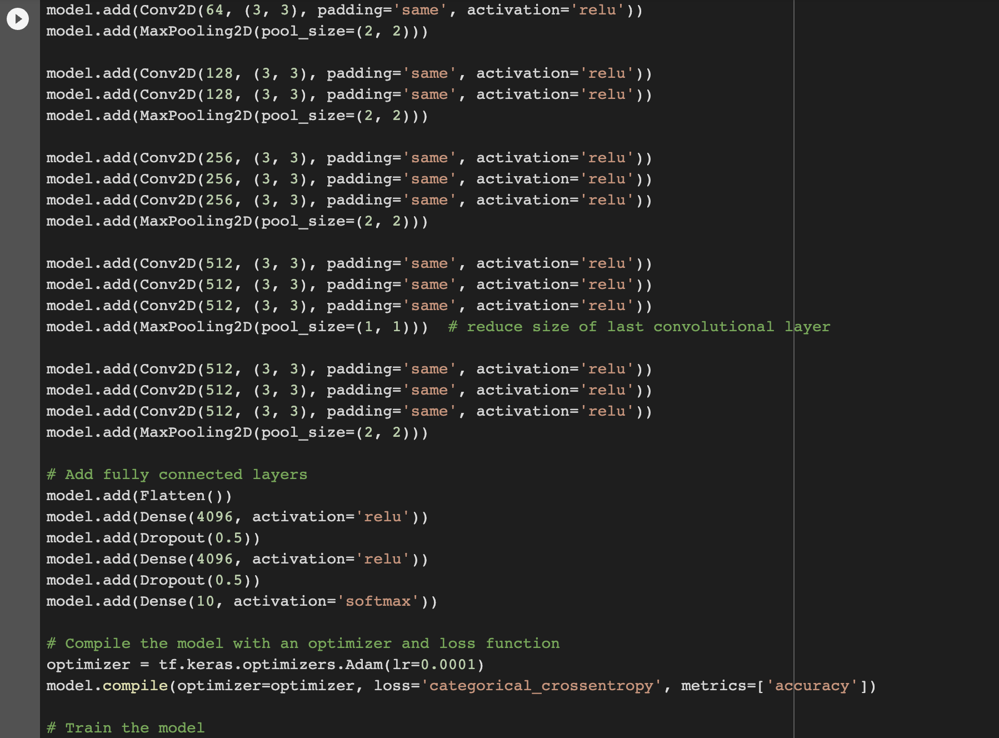 model.add(Conv2D(64, (3, 3), padding='same', activation='relu'))
model.add(MaxPooling2D(pool_size=(2, 2)))
model.add(Conv2D(128, (3, 3), padding='same', activation='relu'))
model.add(Conv2D(128, (3, 3), padding='same', activation='relu'))
model.add(MaxPooling2D(pool_size=(2, 2)))
model.add(Conv2D(256, (3, 3), padding='same', activation='relu'))
model.add(Conv2D(256, (3, 3), padding='same', activation='relu'))
model.add(Conv2D(256, (3, 3), padding='same', activation='relu'))
model.add(MaxPooling2D(pool_size=(2, 2)))
model.add(Conv2D(512, (3, 3), padding='same', activation='relu'))
model.add(Conv2D(512, (3, 3), padding='same', activation='relu'))
model.add(Conv2D(512, (3, 3), padding='same', activation='relu'))
model.add(MaxPooling2D(pool_size=(1, 1)))  # reduce size of last convolutional layer
model.add(Conv2D(512, (3, 3), padding='same', activation='relu'))
model.add(Conv2D(512, (3, 3), padding='same', activation='relu'))
model.add(Conv2D(512, (3, 3), padding='same', activation='relu'))
model.add(MaxPooling2D(pool_size=(2, 2)))
# Add fully connected layers
model.add(Flatten())
model.add(Dense(4096, activation='relu'))
model.add(Dropout(0.5))
model.add(Dense(4096, activation='relu'))
model.add(Dropout(0.5))
model.add(Dense(10, activation='softmax'))
# Compile the model with an optimizer and loss function
optimizer = tf.keras.optimizers.Adam(lr=0.0001)
model.compile(optimizer=optimizer, loss='categorical_crossentropy', metrics=['accuracy'])
# Train the model